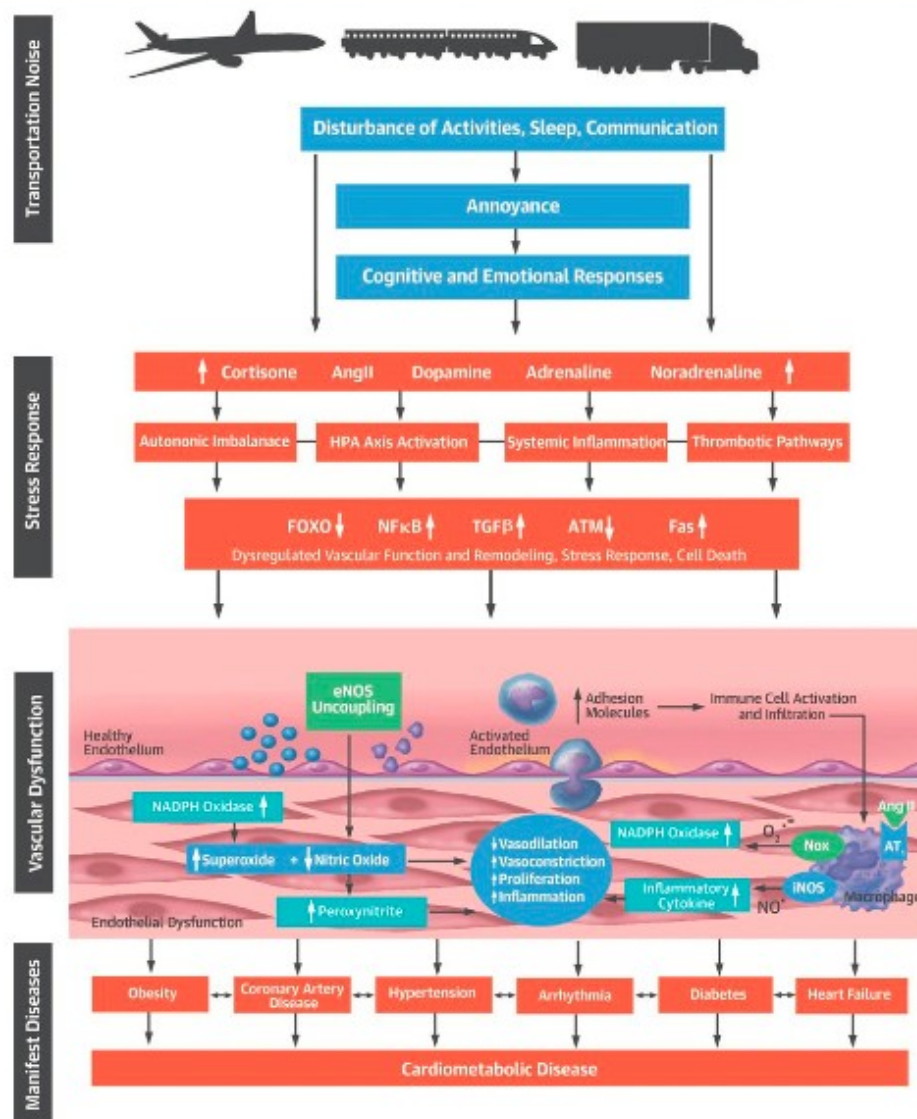 Transportation Noise
Disturbance of Activities, Sleep, Communication
Annoyance
Cognitive and Emotional Responses
Stress Response
↑ Cortisone AngII Dopamine Adrenaline Noradrenaline ↑
Autononic Imbalanace
HPA Axis Activation
Systemic Inflammation
Thrombotic Pathways
FOXO↓ NFκB↑ TGFβ↑ ATM↓ Fas↑
Dysregulated Vascular Function and Remodeling, Stress Response, Cell Death
Vascular Dysfunction
eNOS
Uncoupling
↑ Adhesion
Molecules
Immune Cell Activation
and Infiltration
Healthy
Endothelium
Activated
Endothelium
NADPH Oxidase ↑
↑Superoxide + ↓Nitric Oxide
↑Peroxynitrite
Endothelial Dysfunction
↓Vasodilation
↑Vasoconstriction
↑Proliferation
↑Inflammation
NADPH Oxidase ↑
O₂•⁻
Nox
Ang II
AT₁
Inflammatory
Cytokine ↑
NO•
iNOS
Macrophage
Manifest Diseases
Obesity
Coronary Artery
Disease
Hypertension
Arrhythmia
Diabetes
Heart Failure
Cardiometabolic Disease